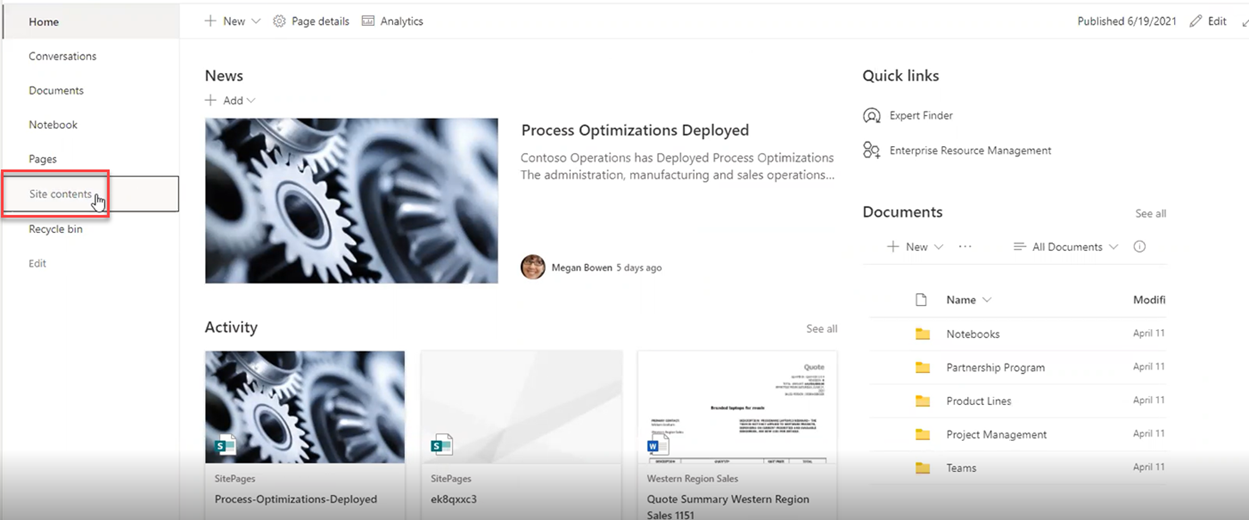 Home
Conversations
Documents
Notebook
Pages
Site contents
Recycle bin
Edit
New
Page details
Analytics
Published 6/19/2021
Edit
News
Add
Process Optimizations Deployed
Contoso Operations has Deployed Process Optimizations
The administration, manufacturing and sales operations...
Megan Bowen 5 days ago
Activity
See all
SitePages
Process-Optimizations-Deployed
SitePages
ek8qxxc3
Quote
Branded laptops for resale
Western Region Sales
Quote Summary Western Region
Sales 1151
Quick links
Expert Finder
Enterprise Resource Management
Documents
See all
New
All Documents
Name
Modifi
Notebooks
April 11
Partnership Program
April 11
Product Lines
April 11
Project Management
April 11
Teams
April 11